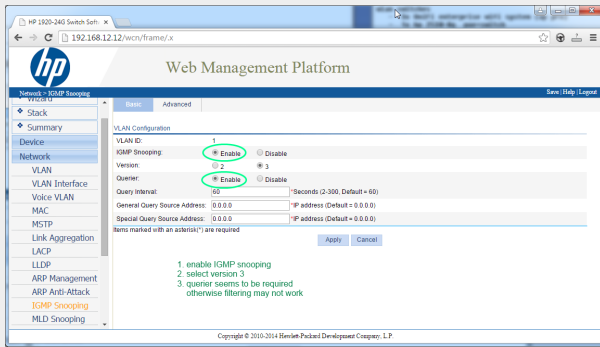 HP 1920-24G Switch Soft
192.168.12.12/wcn/frame/.x
hp
Web Management Platform
Network > IGMP Snooping
Save | Help | Logout
Wizard
Stack
Summary
Device
Network
VLAN
VLAN Interface
Voice VLAN
MAC
MSTP
Link Aggregation
LACP
LLDP
ARP Management
ARP Anti-Attack
IGMP Snooping
MLD Snooping
Basic Advanced
VLAN Configuration
VLAN ID: 1
IGMP Snooping: Enable Disable
Version: 2 3
Querier: Enable Disable
Query Interval: 60 *Seconds (2-300, Default = 60)
General Query Source Address: 0.0.0.0 *IP address (Default = 0.0.0.0)
Special Query Source Address: 0.0.0.0 *IP address (Default = 0.0.0.0)
Items marked with an asterisk(*) are required
Apply Cancel
1. enable IGMP snooping
2. select version 3
3. querier seems to be required
otherwise filtering may not work
Copyright © 2010-2014 Hewlett-Packard Development Company, L.P.